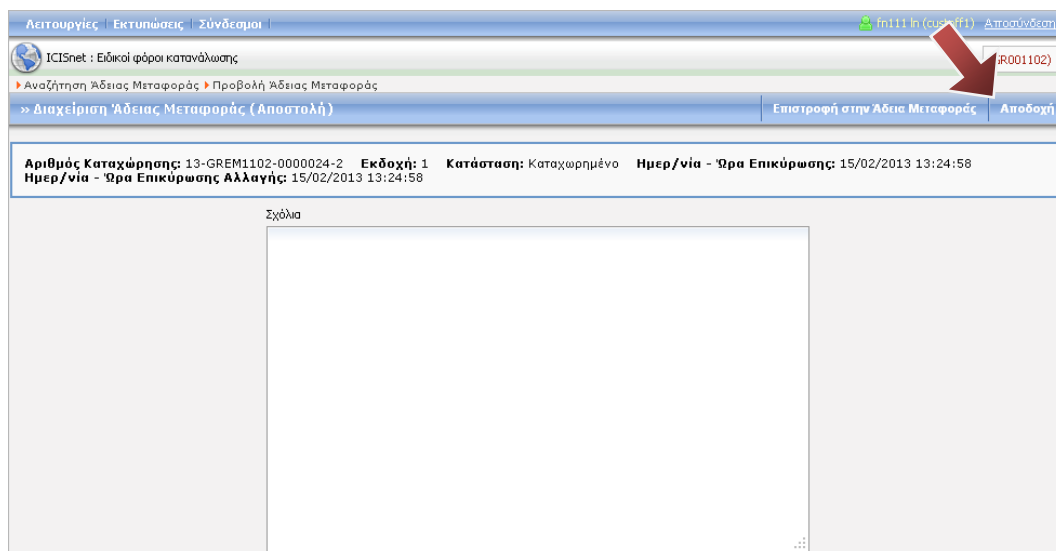 Λειτουργίες | Εκτυπώσεις | Σύνδεσμοι |
fn111 ln (custoff1) Αποσύνδεση
ICISnet : Ειδικοί φόροι κατανάλωσης
GR001102)
Αναζήτηση Άδειας Μεταφοράς Προβολή Άδειας Μεταφοράς
» Διαχείριση Άδειας Μεταφοράς (Αποστολή)
Επιστροφή στην Άδεια Μεταφοράς Αποδοχή
Αριθμός Καταχώρησης: 13-GREM1102-0000024-2 Εκδοχή: 1 Κατάσταση: Καταχωρημένο Ημερ/νία - Ώρα Επικύρωσης: 15/02/2013 13:24:58
Ημερ/νία - Ώρα Επικύρωσης Αλλαγής: 15/02/2013 13:24:58
Σχόλια